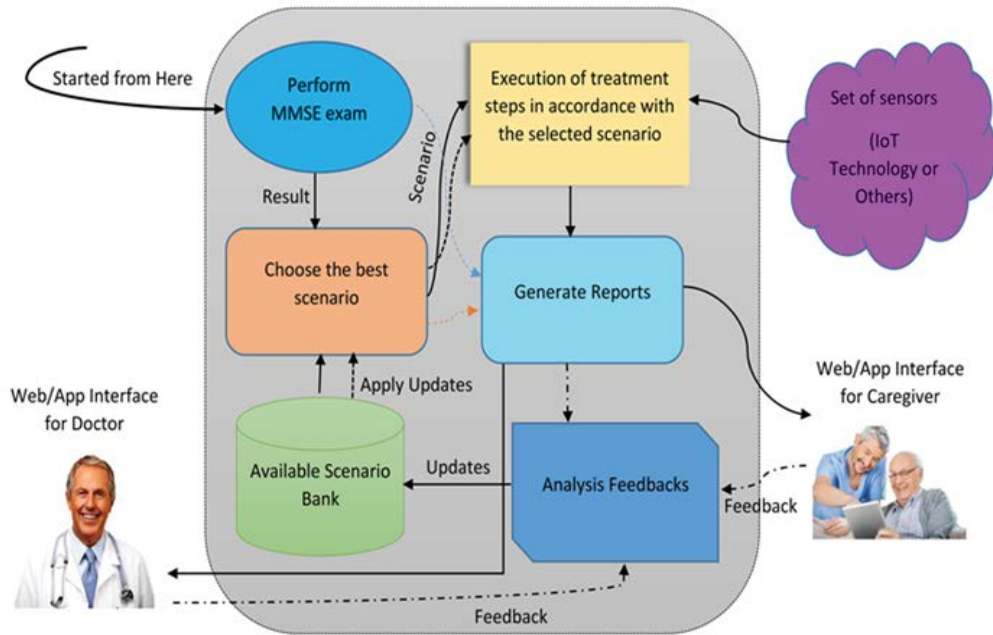 Started from Here
Perform
MMSE exam
Execution of treatment
steps in accordance with
the selected scenario
Set of sensors
(IoT
Technology or
Others)
Scenario
Result
Choose the best
scenario
Generate Reports
Web/App Interface
for Doctor
Apply Updates
Web/App Interface
for Caregiver
Available Scenario
Bank
Updates
Analysis Feedbacks
Feedback
Feedback